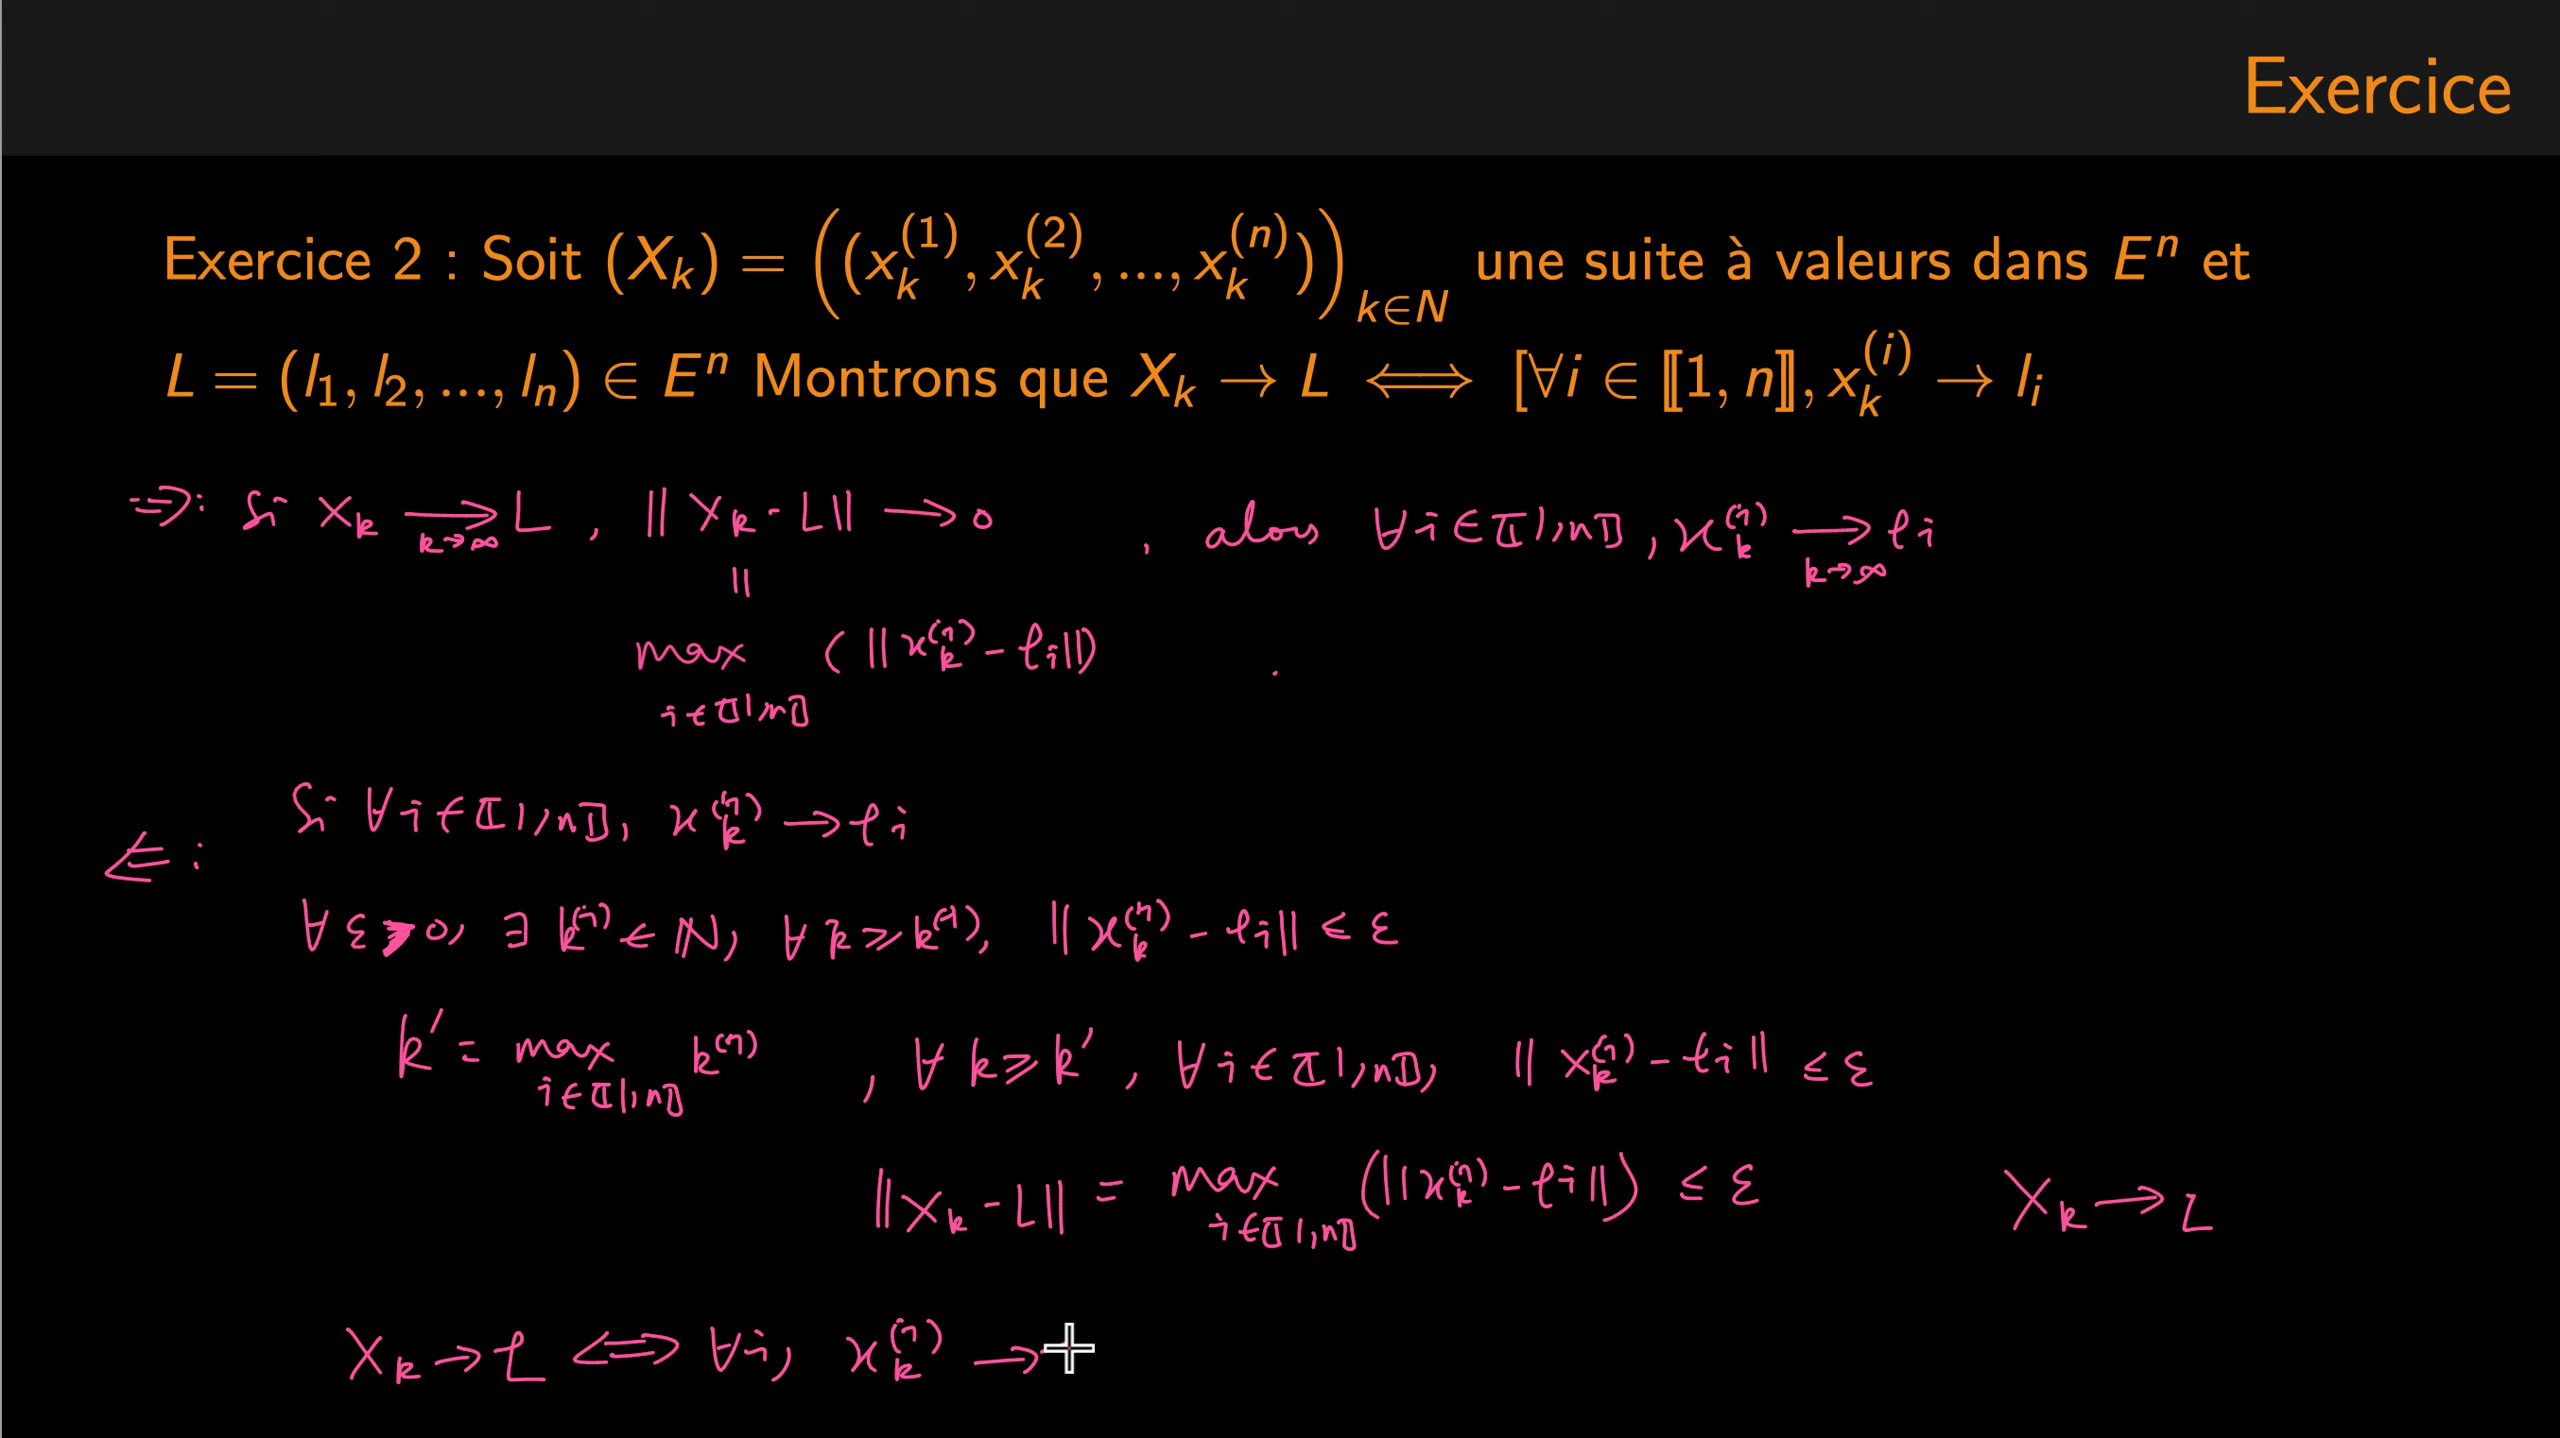 Exercice
Exercice 2 : Soit (X_k) = ((x_k^{(1)}, x_k^{(2)}, ..., x_k^{(n)}))_{k∈N} une suite à valeurs dans E^n et
L = (l_1, l_2, ..., l_n) ∈ E^n Montrons que X_k → L ⟺ [∀i ∈ ⟦1, n⟧, x_k^{(i)} → l_i
⇒: Si X_k →_{k→∞} L , ‖X_k - L‖ → 0 , alors ∀i ∈ ⟦1,n⟧, x_k^{(i)} →_{k→∞} ℓ_i
||
max_{i∈⟦1,n⟧} (‖x_k^{(i)} - ℓ_i‖) .
⇐: Si ∀i∈⟦1,n⟧, x_k^{(i)} → ℓ_i
∀ε>0, ∃ k^{(i)} ∈ ℕ, ∀k ⩾ k^{(i)}, ‖x_k^{(i)} - ℓ_i‖ ≤ ε
k' = max_{i∈⟦1,n⟧} k^{(i)} , ∀k ⩾ k', ∀i∈⟦1,n⟧, ‖x_k^{(i)} - ℓ_i‖ ≤ ε
‖X_k - L‖ = max_{i∈⟦1,n⟧} (‖x_k^{(i)} - ℓ_i‖) ≤ ε X_k → L
X_k → L ⟺ ∀i, x_k^{(i)} →